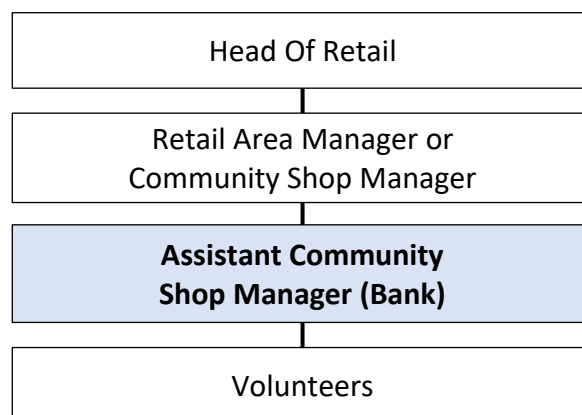 Head Of Retail
Retail Area Manager or
Community Shop Manager
Assistant Community
Shop Manager (Bank)
Volunteers